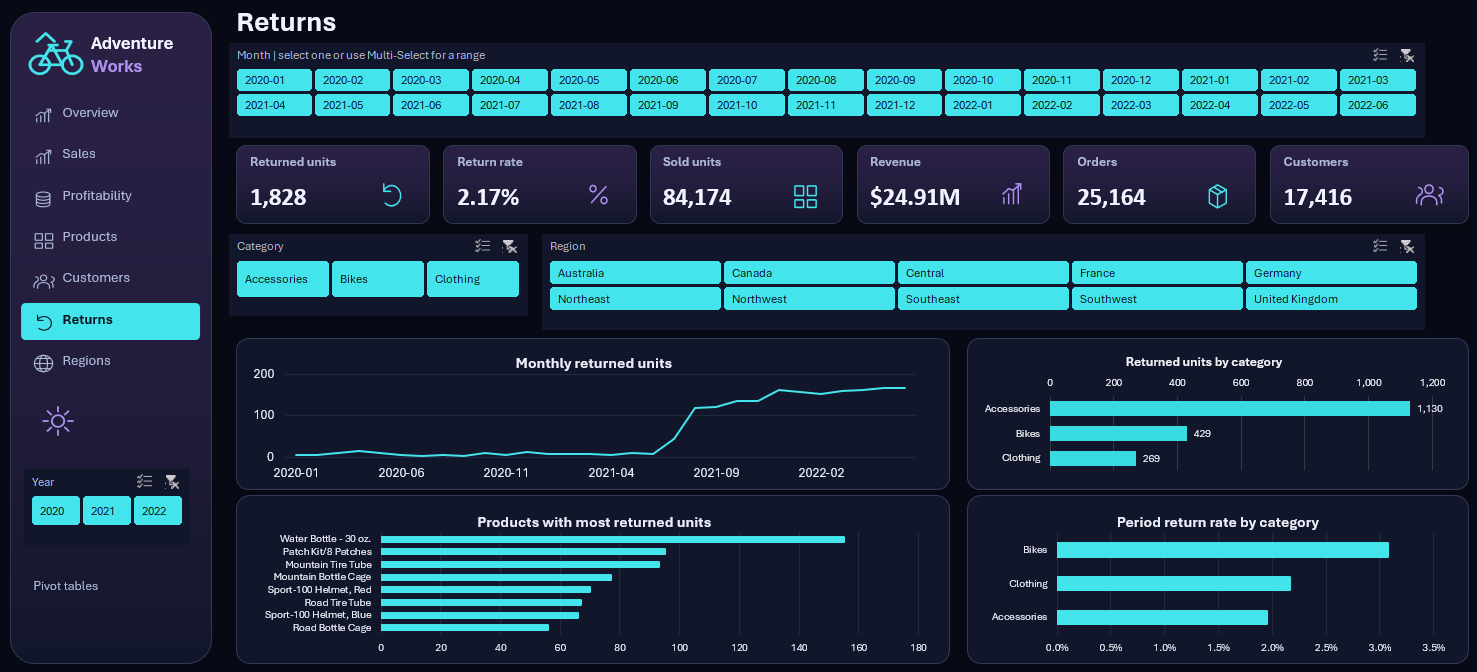 Adventure
Works
Overview
Sales
Profitability
Products
Customers
Returns
Regions
Year
2020 2021 2022
Pivot tables
Returns
Month | select one or use Multi-Select for a range
2020-01 2020-02 2020-03 2020-04 2020-05 2020-06 2020-07 2020-08 2020-09 2020-10 2020-11 2020-12 2021-01 2021-02 2021-03
2021-04 2021-05 2021-06 2021-07 2021-08 2021-09 2021-10 2021-11 2021-12 2022-01 2022-02 2022-03 2022-04 2022-05 2022-06
Returned units Return rate Sold units Revenue Orders Customers
1,828 2.17% % 84,174 $24.91M 25,164 17,416
Category
Accessories Bikes Clothing
Region
Australia Canada Central France Germany
Northeast Northwest Southeast Southwest United Kingdom
Monthly returned units
200
100
0
2020-01 2020-06 2020-11 2021-04 2021-09 2022-02
Returned units by category
0 200 400 600 800 1,000 1,200
Accessories 1,130
Bikes 429
Clothing 269
Products with most returned units
Water Bottle - 30 oz.
Patch Kit/8 Patches
Mountain Tire Tube
Mountain Bottle Cage
Sport-100 Helmet, Red
Road Tire Tube
Sport-100 Helmet, Blue
Road Bottle Cage
0 20 40 60 80 100 120 140 160 180
Period return rate by category
Bikes
Clothing
Accessories
0.0% 0.5% 1.0% 1.5% 2.0% 2.5% 3.0% 3.5%